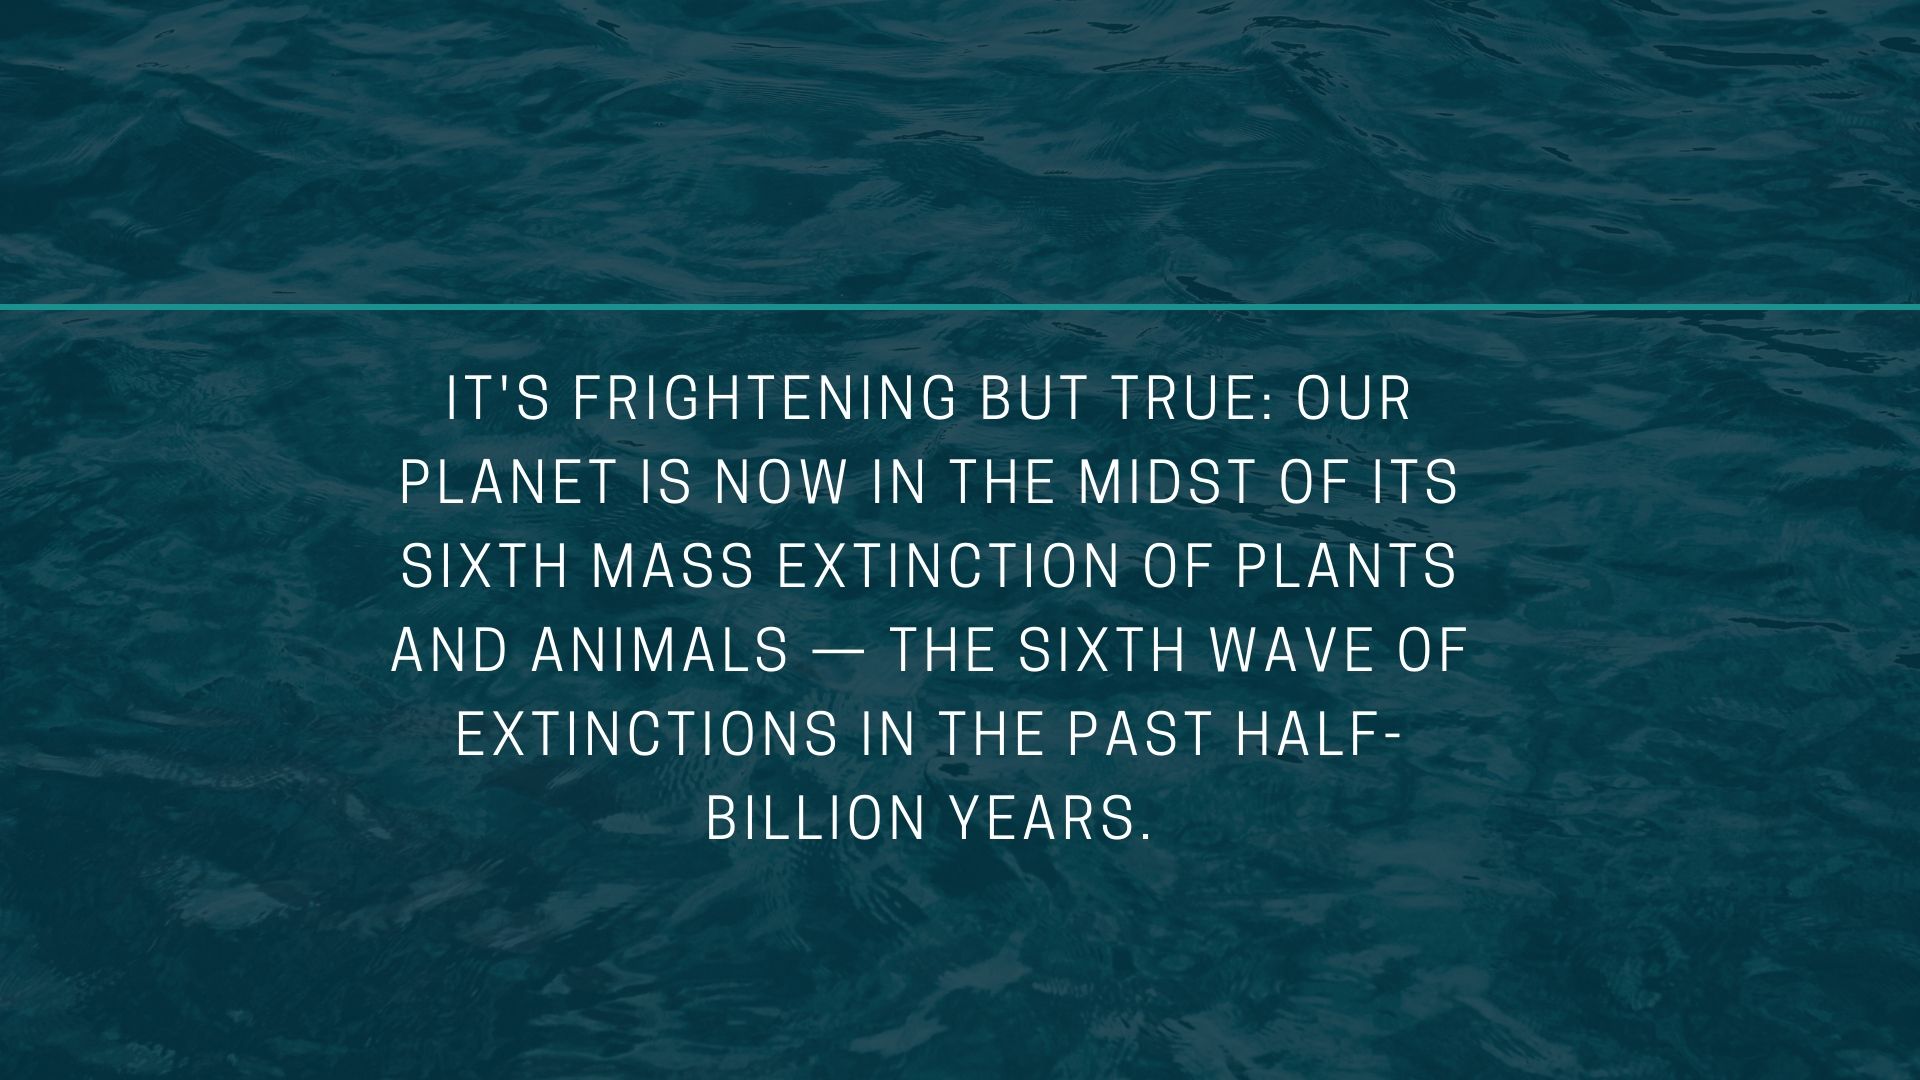 IT'S FRIGHTENING BUT TRUE: OUR
PLANET IS NOW IN THE MIDST OF ITS
SIXTH MASS EXTINCTION OF PLANTS
AND ANIMALS — THE SIXTH WAVE OF
EXTINCTIONS IN THE PAST HALF-
BILLION YEARS.